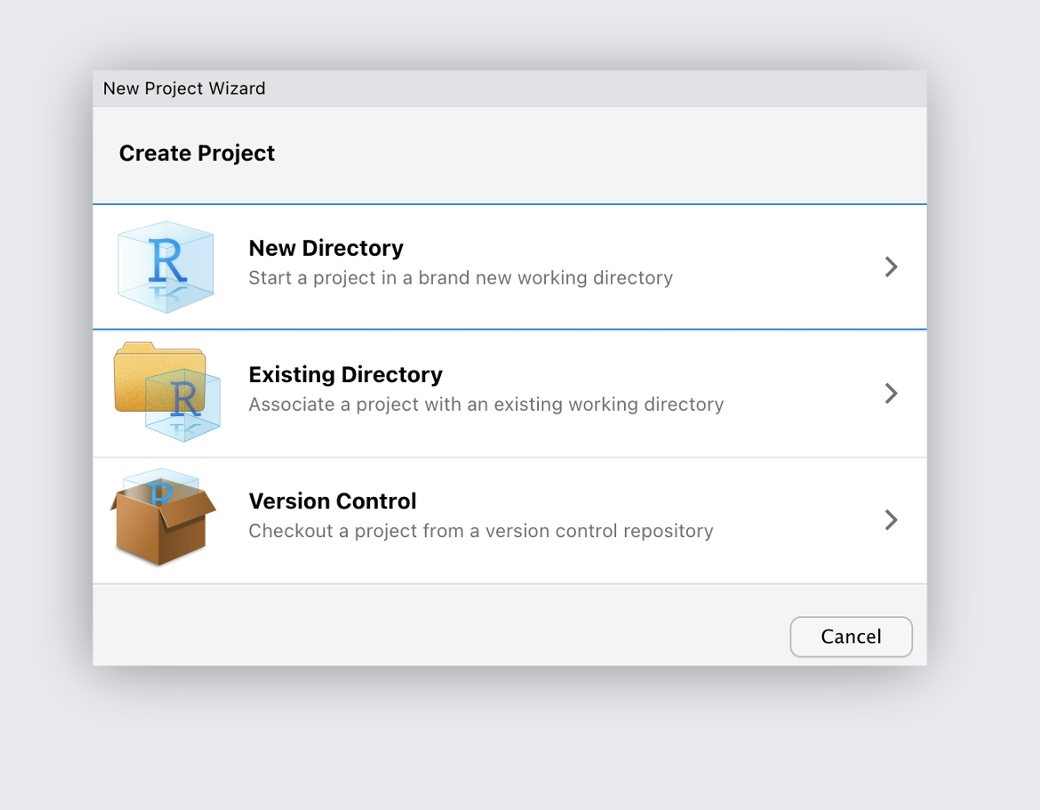 New Project Wizard
Create Project
R
New Directory
Start a project in a brand new working directory
R
Existing Directory
Associate a project with an existing working directory
R
Version Control
Checkout a project from a version control repository
Cancel